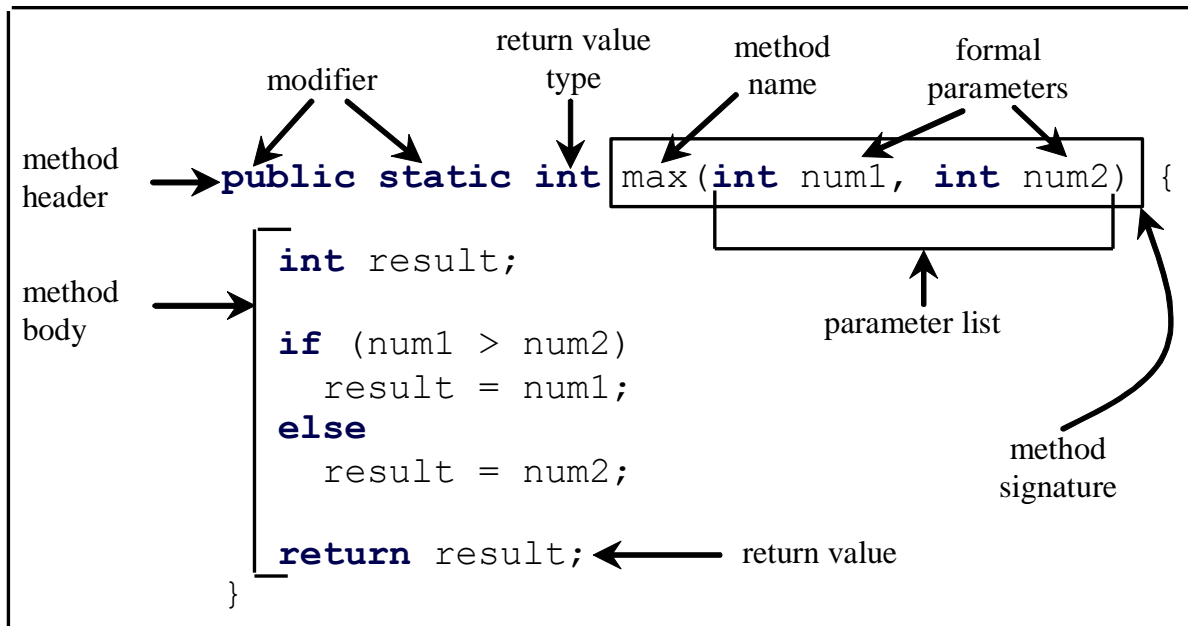 return value
type
method
name
formal
parameters
modifier
method
header
public static int max(int num1, int num2) {
method
body
int result;
parameter list
if (num1 > num2)
result = num1;
else
result = num2;
method
signature
return result;
return value
}